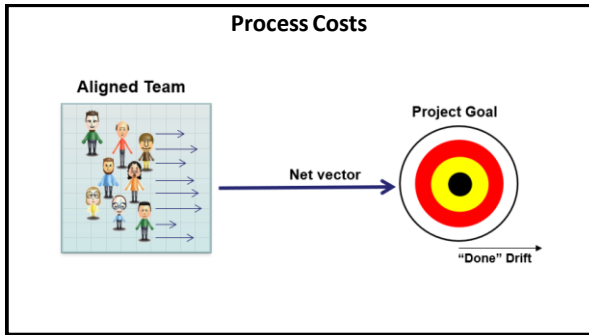 Process Costs
Aligned Team
Project Goal
Net vector
“Done” Drift